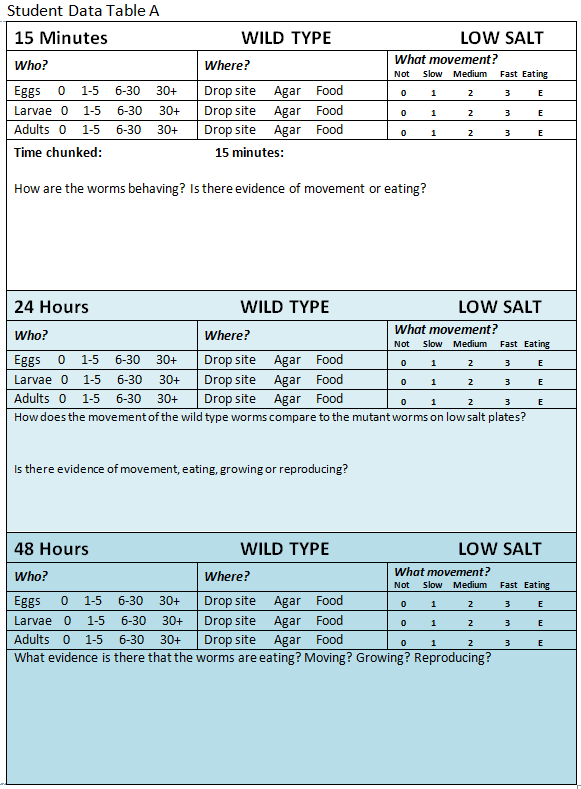 Student Data Table A
15 Minutes WILD TYPE LOW SALT
Who? Where? What movement?
Not Slow Medium Fast Eating
Eggs 0 1-5 6-30 30+ Drop site Agar Food 0 1 2 3 E
Larvae 0 1-5 6-30 30+ Drop site Agar Food 0 1 2 3 E
Adults 0 1-5 6-30 30+ Drop site Agar Food 0 1 2 3 E
Time chunked: 15 minutes:
How are the worms behaving? Is there evidence of movement or eating?
24 Hours WILD TYPE LOW SALT
Who? Where? What movement?
Not Slow Medium Fast Eating
Eggs 0 1-5 6-30 30+ Drop site Agar Food 0 1 2 3 E
Larvae 0 1-5 6-30 30+ Drop site Agar Food 0 1 2 3 E
Adults 0 1-5 6-30 30+ Drop site Agar Food 0 1 2 3 E
How does the movement of the wild type worms compare to the mutant worms on low salt plates?
Is there evidence of movement, eating, growing or reproducing?
48 Hours WILD TYPE LOW SALT
Who? Where? What movement?
Not Slow Medium Fast Eating
Eggs 0 1-5 6-30 30+ Drop site Agar Food 0 1 2 3 E
Larvae 0 1-5 6-30 30+ Drop site Agar Food 0 1 2 3 E
Adults 0 1-5 6-30 30+ Drop site Agar Food 0 1 2 3 E
What evidence is there that the worms are eating? Moving? Growing? Reproducing?